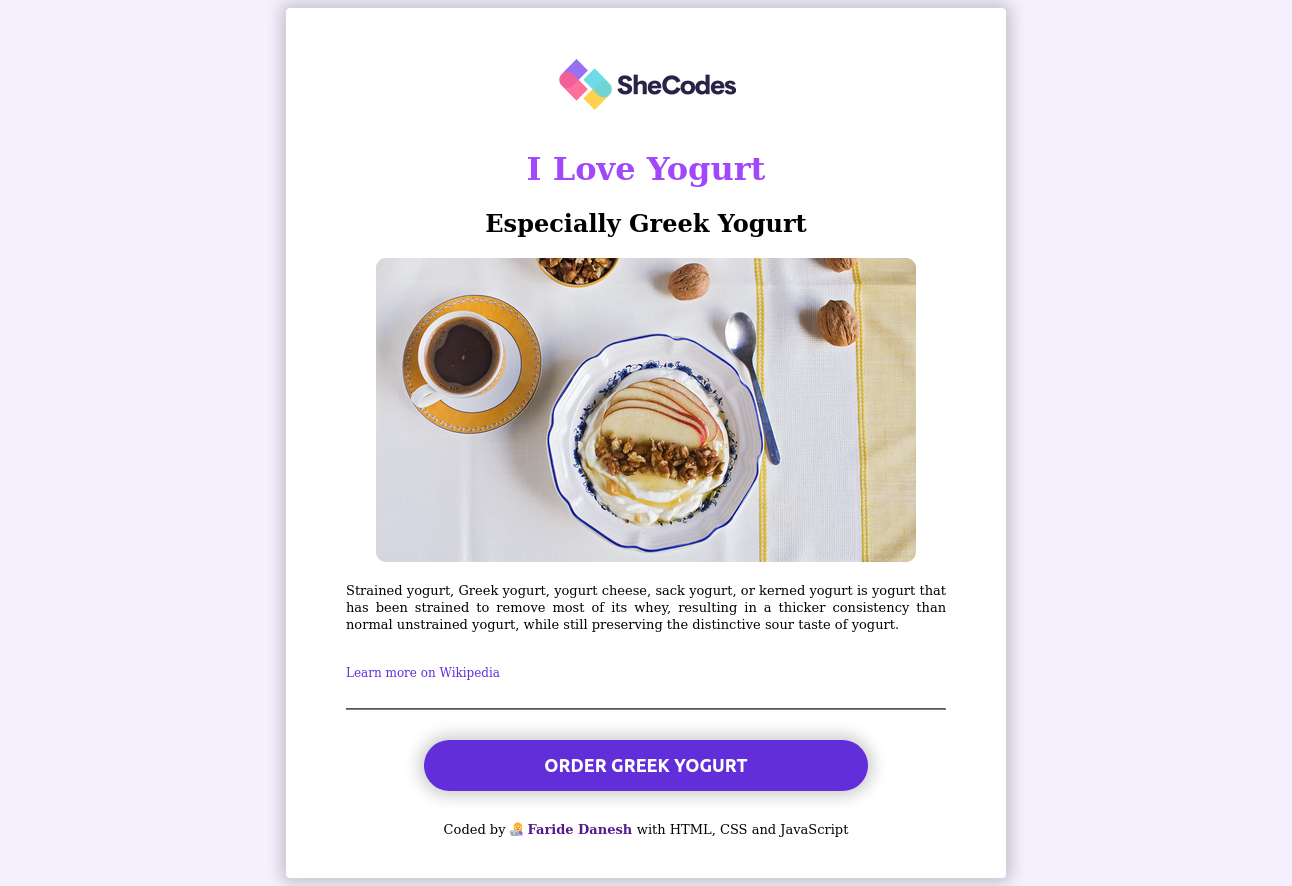 SheCodes
I Love Yogurt
Especially Greek Yogurt
Strained yogurt, Greek yogurt, yogurt cheese, sack yogurt, or kerned yogurt is yogurt that
has been strained to remove most of its whey, resulting in a thicker consistency than
normal unstrained yogurt, while still preserving the distinctive sour taste of yogurt.
Learn more on Wikipedia
ORDER GREEK YOGURT
Coded by 👩‍💻 Faride Danesh with HTML, CSS and JavaScript